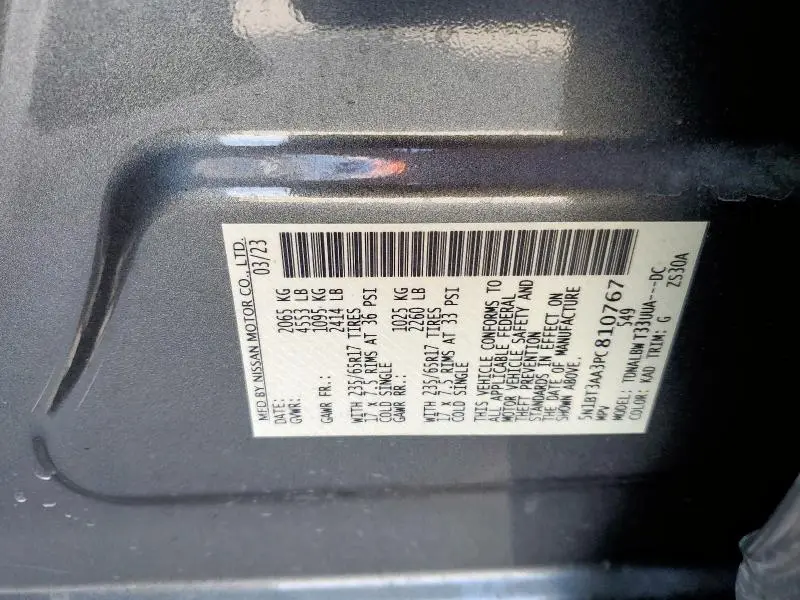 MFD BY NISSAN MOTOR CO., LTD.
DATE: 03/23
GVWR: 2065 KG
4553 LB
GAWR FR.: 1095 KG
2414 LB
WITH 235/65R17 TIRES
17 X 7.5 RIMS AT 36 PSI
COLD SINGLE
GAWR RR.: 1025 KG
2260 LB
WITH 235/65R17 TIRES
17 X 7.5 RIMS AT 33 PSI
COLD SINGLE
THIS VEHICLE CONFORMS TO
ALL APPLICABLE FEDERAL
MOTOR VEHICLE SAFETY AND
THEFT PREVENTION
STANDARDS IN EFFECT ON
THE DATE OF MANUFACTURE
SHOWN ABOVE.
5N1BT3AA3PC810767
MPV S49
MODEL: TDNALBWT33UUA---DC
COLOR: KAD TRIM: G ZS30A